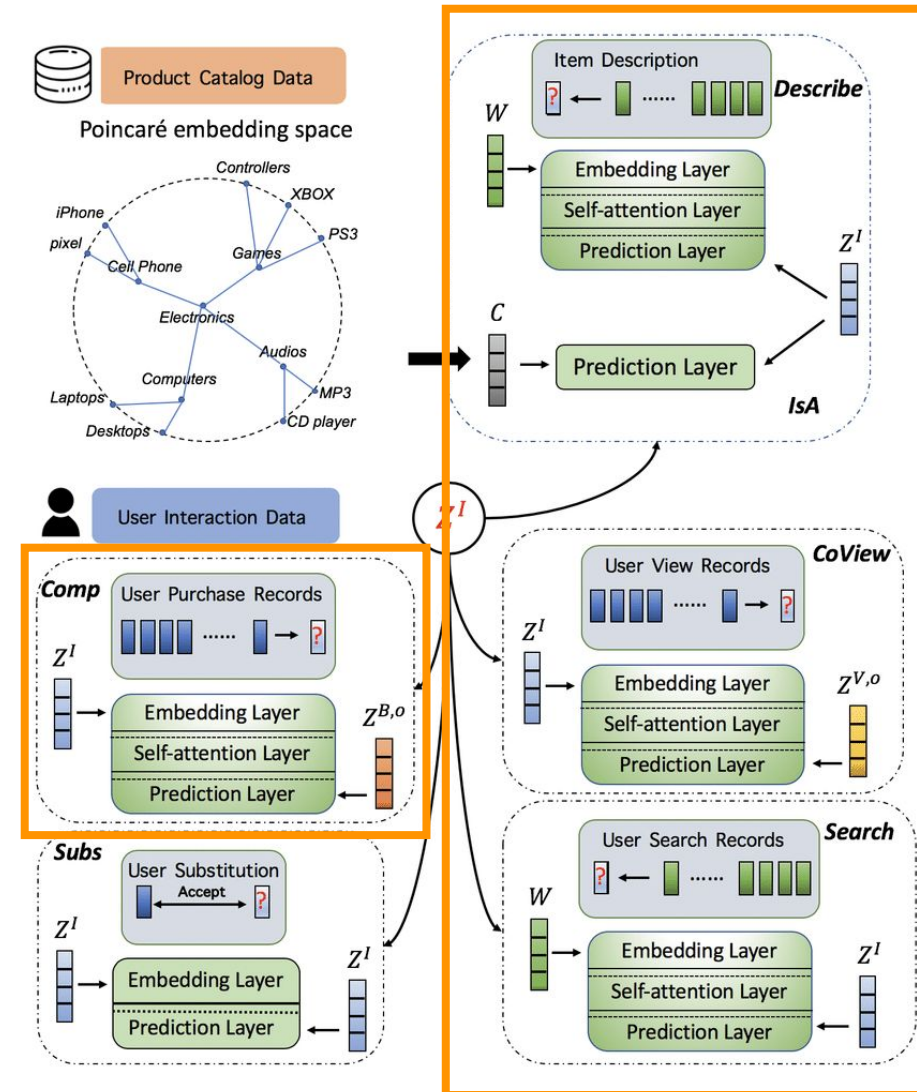 Product Catalog Data
Poincaré embedding space
Controllers
XBOX
iPhone
PS3
pixel
Games
Cell Phone
Electronics
Audios
Computers
MP3
Laptops
CD player
Desktops
Item Description
Describe
?
......
W
Embedding Layer
Self-attention Layer
Prediction Layer
Z^I
C
Prediction Layer
IsA
User Interaction Data
Z^I
Comp
User Purchase Records
......
?
Z^I
Embedding Layer
Z^{B,o}
Self-attention Layer
Prediction Layer
CoView
User View Records
......
?
Z^I
Embedding Layer
Z^{V,o}
Self-attention Layer
Prediction Layer
Subs
User Substitution
Accept
?
Z^I
Embedding Layer
Z^I
Prediction Layer
Search
User Search Records
?
......
W
Embedding Layer
Z^I
Self-attention Layer
Prediction Layer